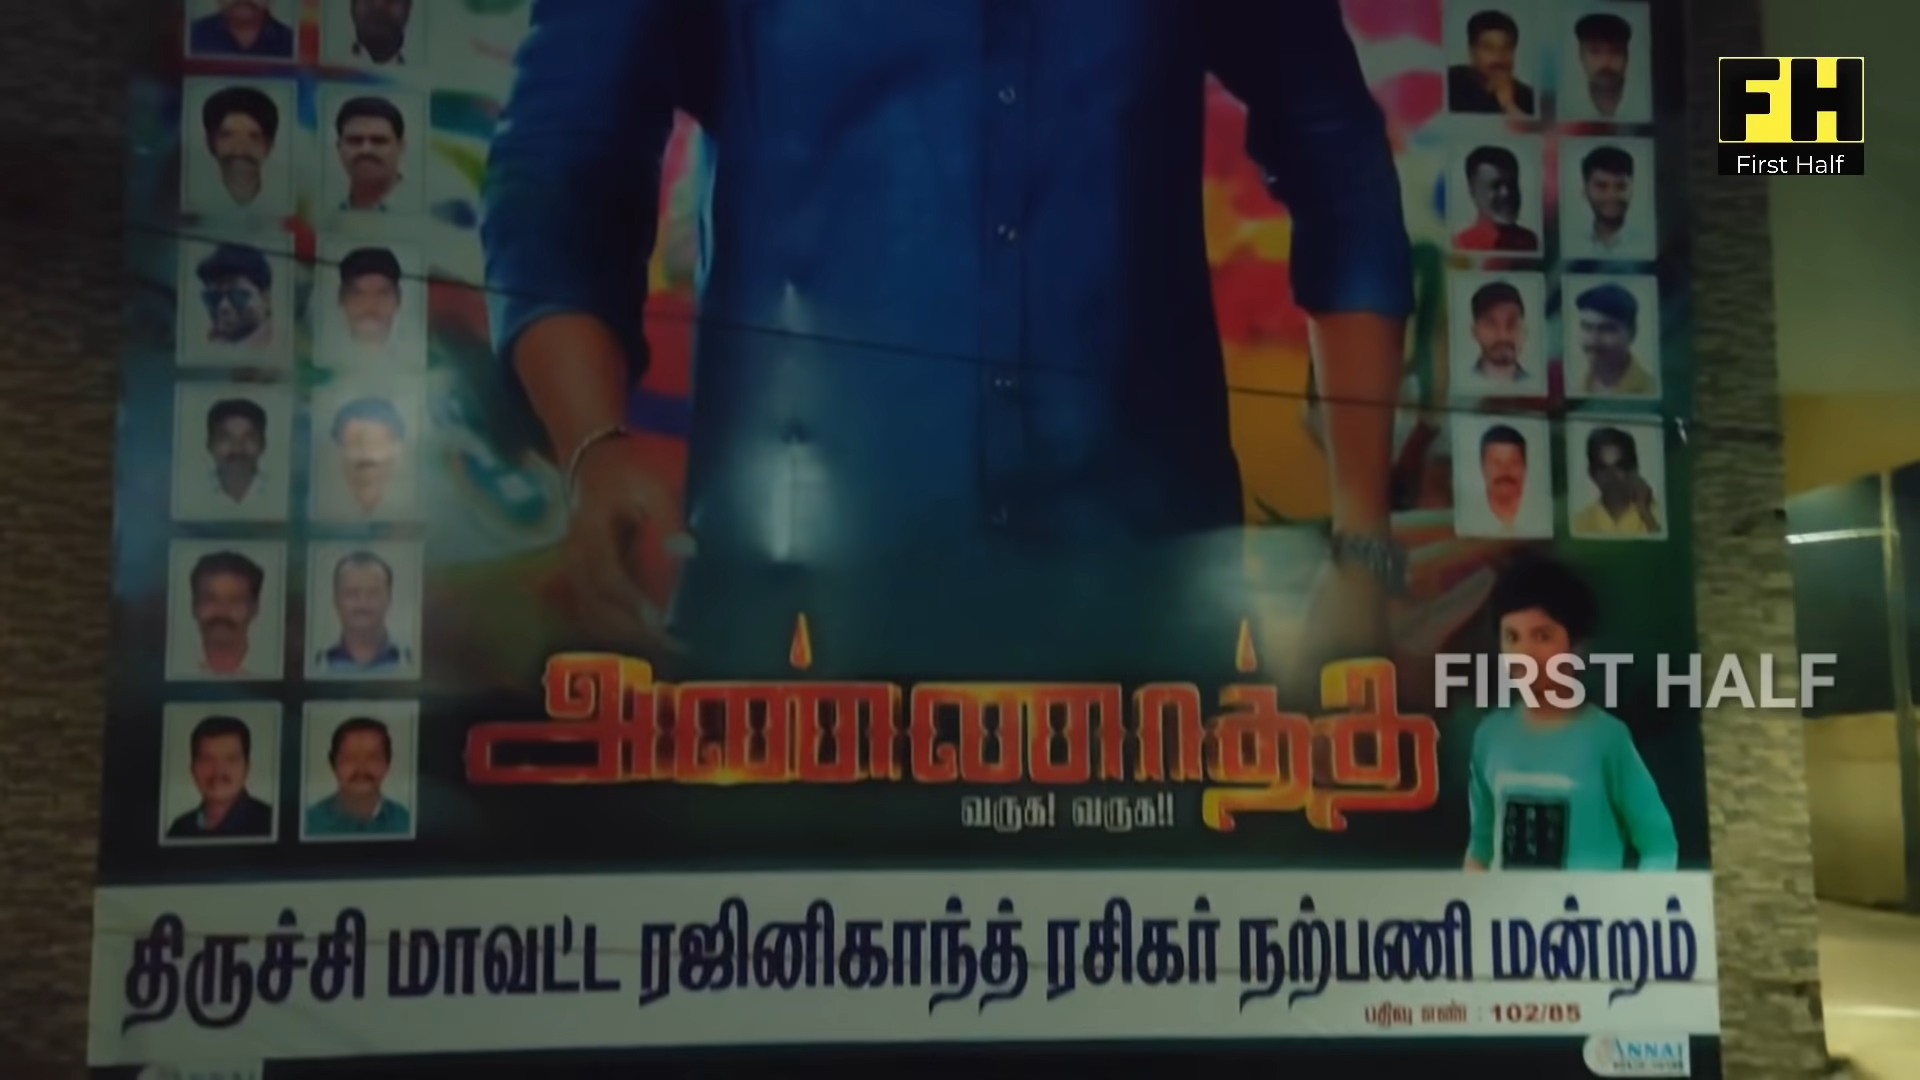 FH
First Half
FIRST HALF
அண்ணாத்த
வருக! வருக!!
திருச்சி மாவட்ட ரஜினிகாந்த் ரசிகர் நற்பணி மன்றம்
பதிவு எண் : 102/85
ANNAI